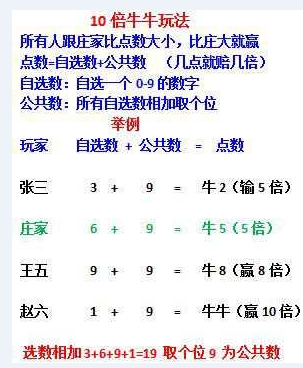 10 倍牛牛玩法
所有人跟庄家比点数大小，比庄大就赢
点数=自选数+公共数 （几点就赔几倍）
自选数：自选一个 0-9 的数字
公共数：所有自选数相加取个位
举例
玩家 自选数 + 公共数 = 点数
张三 3 + 9 = 牛 2（输 5 倍）
庄家 6 + 9 = 牛 5（5 倍）
王五 9 + 9 = 牛 8（赢 8 倍）
赵六 1 + 9 = 牛牛（赢 10 倍）
选数相加 3+6+9+1=19 取个位 9 为公共数